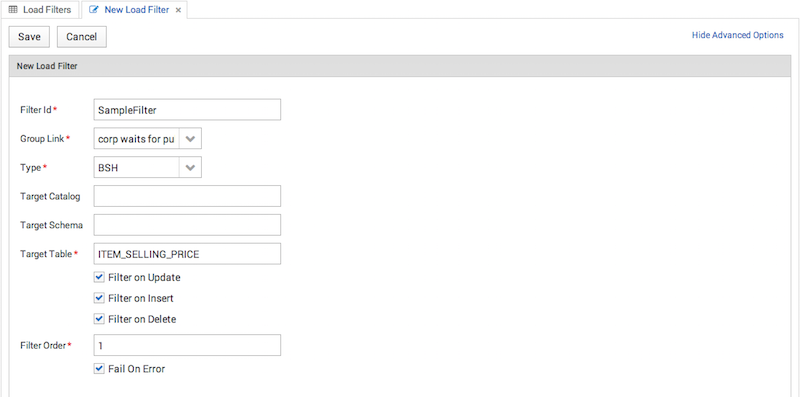 Load Filters New Load Filter
Save Cancel Hide Advanced Options
New Load Filter
Filter Id * SampleFilter
Group Link * corp waits for pu
Type * BSH
Target Catalog
Target Schema
Target Table * ITEM_SELLING_PRICE
Filter on Update
Filter on Insert
Filter on Delete
Filter Order * 1
Fail On Error